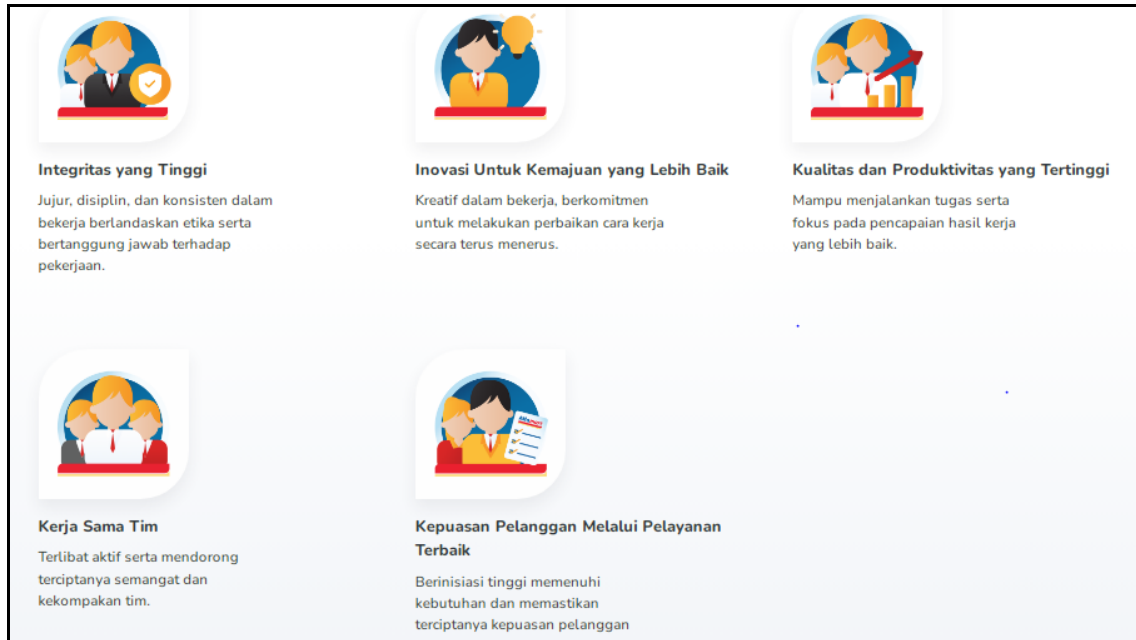 Integritas yang Tinggi
Jujur, disiplin, dan konsisten dalam
bekerja berlandaskan etika serta
bertanggung jawab terhadap
pekerjaan.
Inovasi Untuk Kemajuan yang Lebih Baik
Kreatif dalam bekerja, berkomitmen
untuk melakukan perbaikan cara kerja
secara terus menerus.
Kualitas dan Produktivitas yang Tertinggi
Mampu menjalankan tugas serta
fokus pada pencapaian hasil kerja
yang lebih baik.
Kerja Sama Tim
Terlibat aktif serta mendorong
terciptanya semangat dan
kekompakan tim.
Alfamart
Kepuasan Pelanggan Melalui Pelayanan
Terbaik
Berinisiasi tinggi memenuhi
kebutuhan dan memastikan
terciptanya kepuasan pelanggan